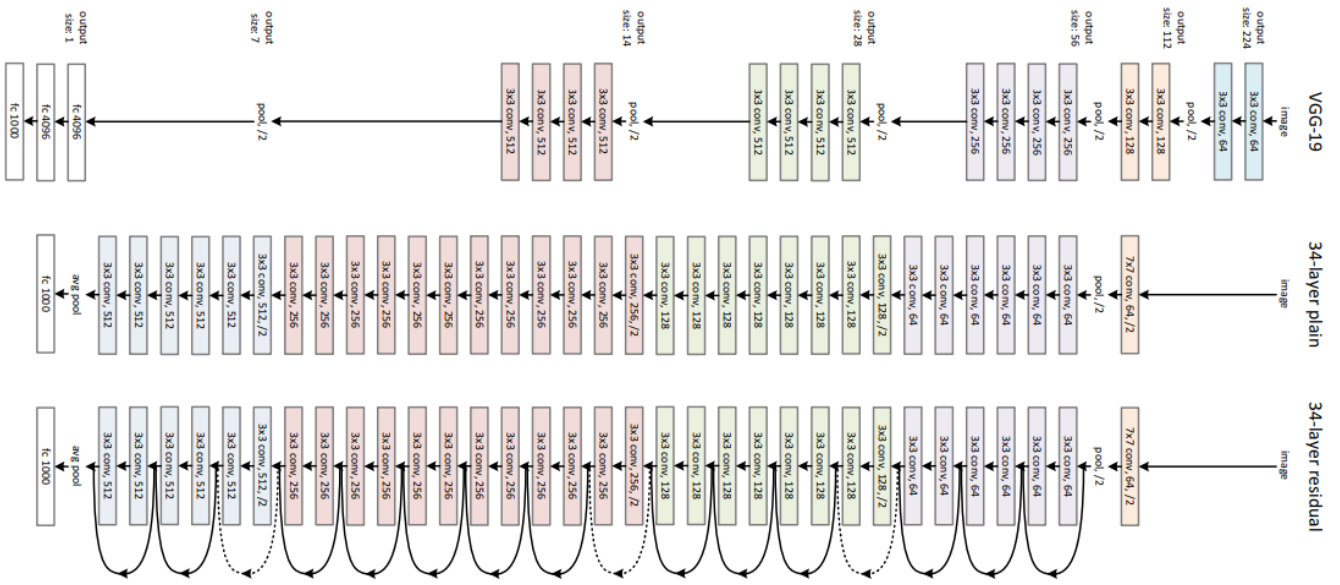 output
size: 224
output
size: 112
output
size: 56
output
size: 28
output
size: 14
output
size: 7
output
size: 1
VGG-19
image
3x3 conv, 64
3x3 conv, 64
pool, /2
3x3 conv, 128
3x3 conv, 128
pool, /2
3x3 conv, 256
3x3 conv, 256
3x3 conv, 256
3x3 conv, 256
pool, /2
3x3 conv, 512
3x3 conv, 512
3x3 conv, 512
3x3 conv, 512
pool, /2
3x3 conv, 512
3x3 conv, 512
3x3 conv, 512
3x3 conv, 512
pool, /2
fc 4096
fc 4096
fc 1000
34-layer plain
image
7x7 conv, 64, /2
pool, /2
3x3 conv, 64
3x3 conv, 64
3x3 conv, 64
3x3 conv, 64
3x3 conv, 64
3x3 conv, 64
3x3 conv, 128, /2
3x3 conv, 128
3x3 conv, 128
3x3 conv, 128
3x3 conv, 128
3x3 conv, 128
3x3 conv, 128
3x3 conv, 128
3x3 conv, 256, /2
3x3 conv, 256
3x3 conv, 256
3x3 conv, 256
3x3 conv, 256
3x3 conv, 256
3x3 conv, 256
3x3 conv, 256
3x3 conv, 256
3x3 conv, 256
3x3 conv, 256
3x3 conv, 256
3x3 conv, 512, /2
3x3 conv, 512
3x3 conv, 512
3x3 conv, 512
3x3 conv, 512
3x3 conv, 512
avg pool
fc 1000
34-layer residual
image
7x7 conv, 64, /2
pool, /2
3x3 conv, 64
3x3 conv, 64
3x3 conv, 64
3x3 conv, 64
3x3 conv, 64
3x3 conv, 64
3x3 conv, 128, /2
3x3 conv, 128
3x3 conv, 128
3x3 conv, 128
3x3 conv, 128
3x3 conv, 128
3x3 conv, 128
3x3 conv, 128
3x3 conv, 256, /2
3x3 conv, 256
3x3 conv, 256
3x3 conv, 256
3x3 conv, 256
3x3 conv, 256
3x3 conv, 256
3x3 conv, 256
3x3 conv, 256
3x3 conv, 256
3x3 conv, 256
3x3 conv, 256
3x3 conv, 512, /2
3x3 conv, 512
3x3 conv, 512
3x3 conv, 512
3x3 conv, 512
3x3 conv, 512
avg pool
fc 1000